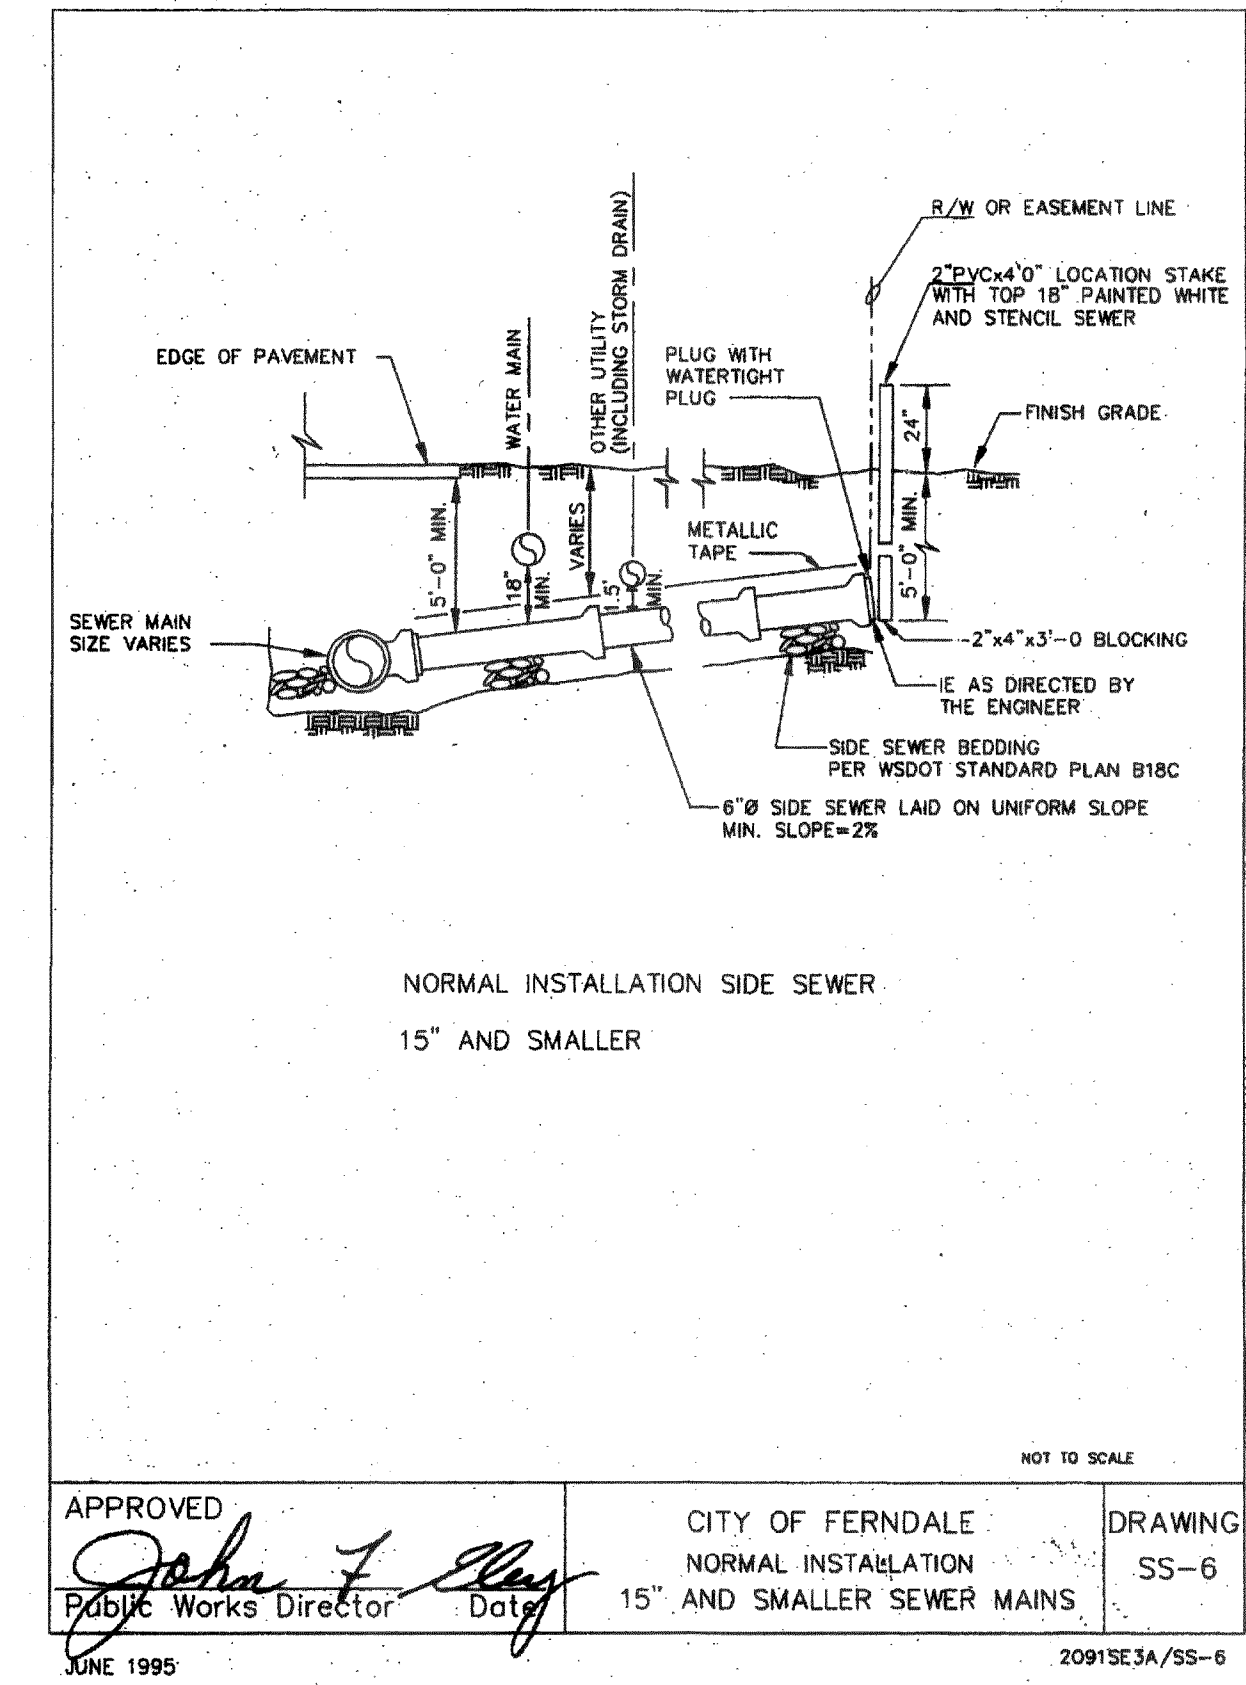 R/W OR EASEMENT LINE
2"PVCx4'0" LOCATION STAKE
WITH TOP 18" PAINTED WHITE
AND STENCIL SEWER
EDGE OF PAVEMENT
WATER MAIN
OTHER UTILITY
(INCLUDING STORM DRAIN)
PLUG WITH
WATERTIGHT
PLUG
24"
FINISH GRADE
5'-0" MIN.
18"
MIN.
VARIES
1.5'
MIN.
METALLIC
TAPE
5'-0" MIN.
SEWER MAIN
SIZE VARIES
2"x4"x3'-0 BLOCKING
IE AS DIRECTED BY
THE ENGINEER
SIDE SEWER BEDDING
PER WSDOT STANDARD PLAN B18C
6"Ø SIDE SEWER LAID ON UNIFORM SLOPE
MIN. SLOPE=2%
NORMAL INSTALLATION SIDE SEWER
15" AND SMALLER
NOT TO SCALE
APPROVED
John F Eley
Public Works Director Date
CITY OF FERNDALE
NORMAL INSTALLATION
15" AND SMALLER SEWER MAINS
DRAWING
SS-6
JUNE 1995
2091SE3A/SS-6